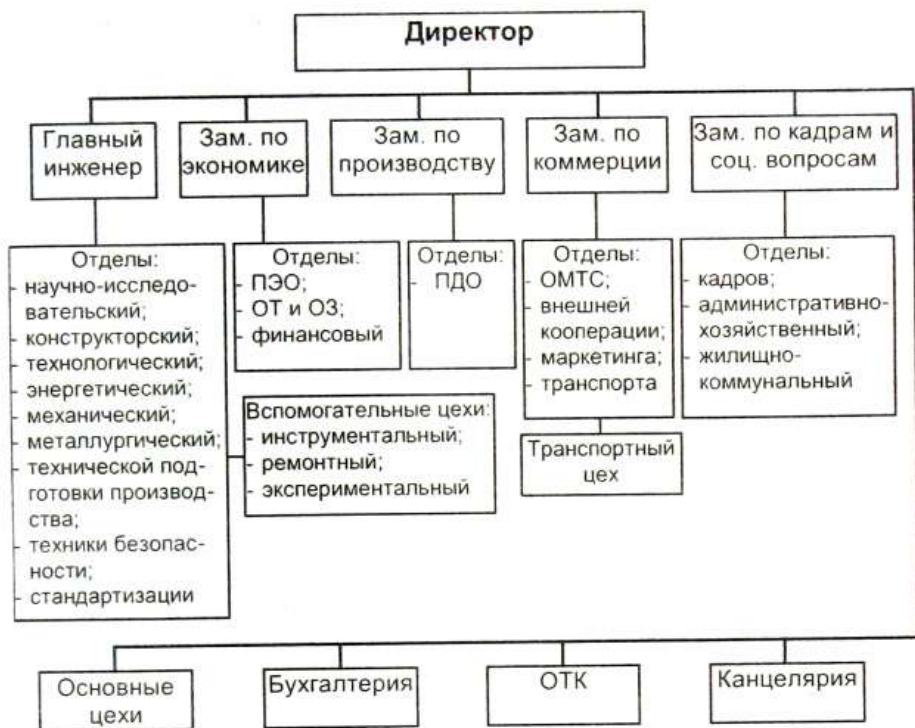 Директор
Главный
инженер
Зам. по
экономике
Зам. по
производству
Зам. по
коммерции
Зам. по кадрам и
соц. вопросам
Отделы:
- научно-исследо-
вательский;
- конструкторский;
- технологический;
- энергетический;
- механический;
- металлургический;
- технической под-
готовки производ-
ства;
- техники безопас-
ности;
- стандартизации
Отделы:
- ПЭО;
- ОТ и ОЗ;
- финансовый
Отделы:
- ПДО
Отделы:
- ОМТС;
- внешней
кооперации;
- маркетинга;
- транспорта
Отделы:
- кадров;
- административно-
хозяйственный;
- жилищно-
коммунальный
Вспомогательные цехи:
- инструментальный;
- ремонтный;
- экспериментальный
Транспортный
цех
Основные
цехи
Бухгалтерия
ОТК
Канцелярия